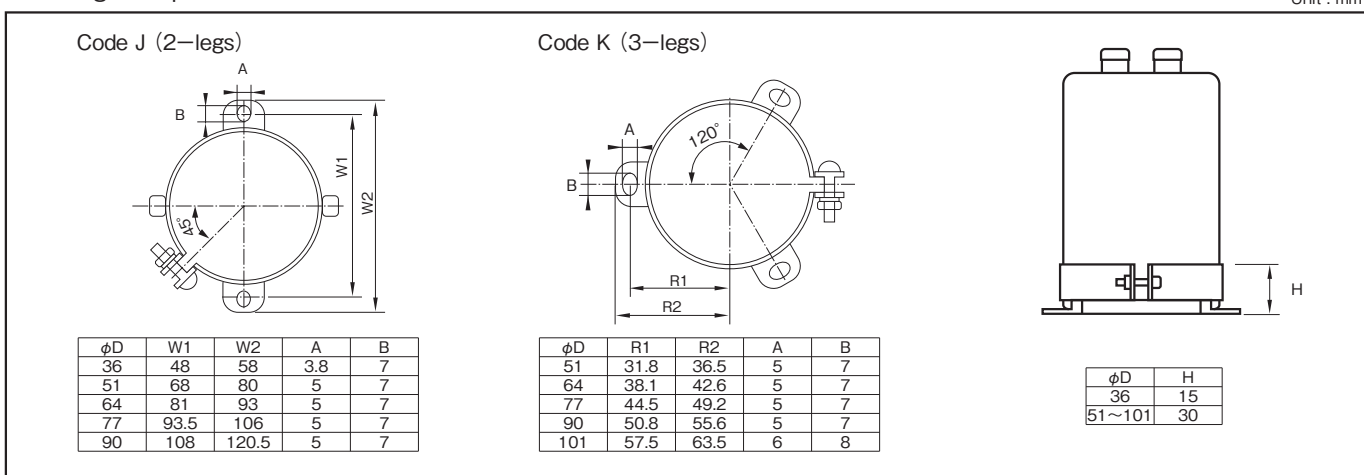 Unit : mm
Code J (2−legs)
A
B
W1
W2
45°
φD W1 W2 A B
36 48 58 3.8 7
51 68 80 5 7
64 81 93 5 7
77 93.5 106 5 7
90 108 120.5 5 7
Code K (3−legs)
A
B
120°
R1
R2
φD R1 R2 A B
51 31.8 36.5 5 7
64 38.1 42.6 5 7
77 44.5 49.2 5 7
90 50.8 55.6 5 7
101 57.5 63.5 6 8
H
φD H
36 15
51～101 30